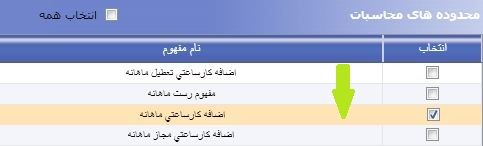 محدوده های محاسبات
انتخاب همه
انتخاب نام مفهوم
اضافه کارساعتي تعطيل ماهانه
مفهوم رست ماهانه
اضافه کارساعتي ماهانه
اضافه کارساعتي مجاز ماهانه